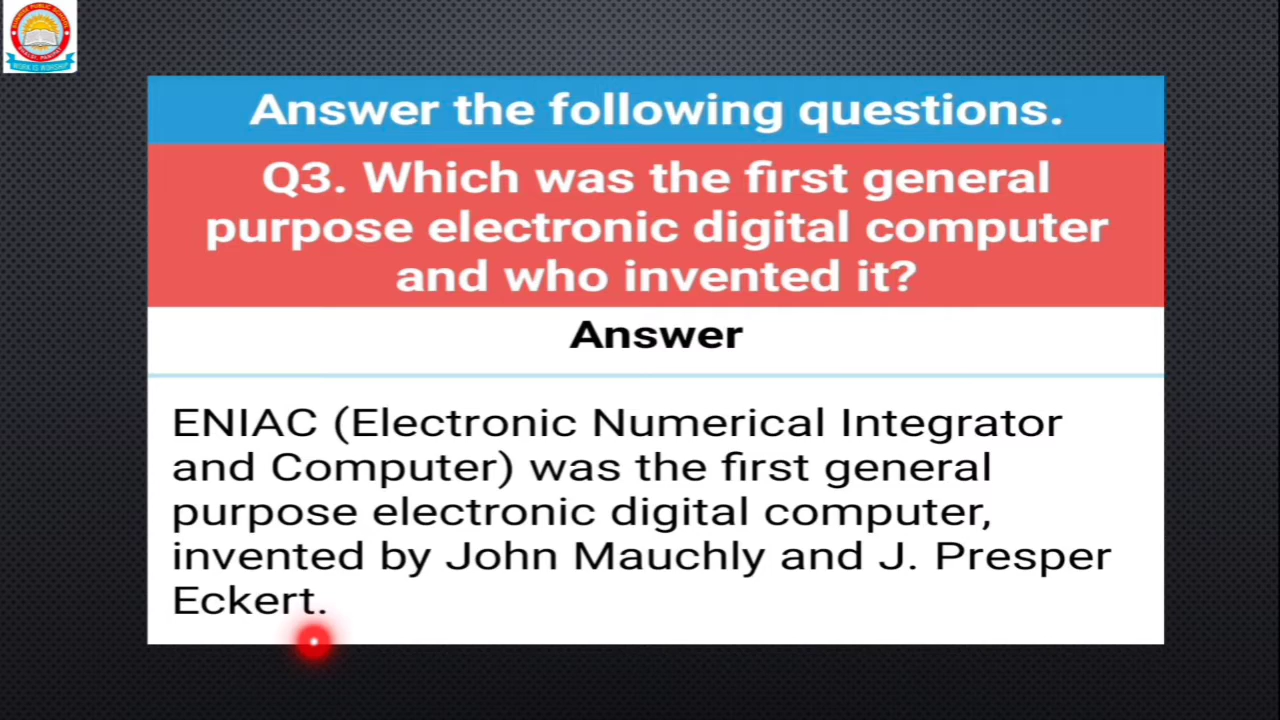 Answer the following questions.
Q3. Which was the first general
purpose electronic digital computer
and who invented it?
Answer
ENIAC (Electronic Numerical Integrator
and Computer) was the first general
purpose electronic digital computer,
invented by John Mauchly and J. Presper
Eckert.